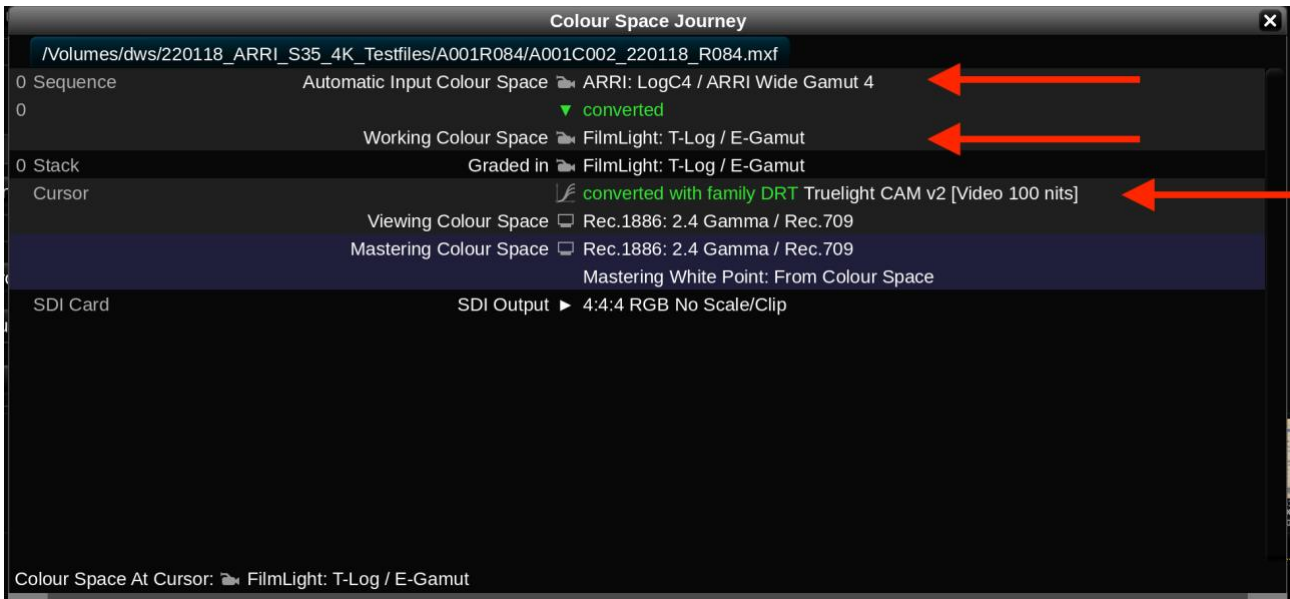 Colour Space Journey
/Volumes/dws/220118_ARRI_S35_4K_Testfiles/A001R084/A001C002_220118_R084.mxf
0 Sequence Automatic Input Colour Space ARRI: LogC4 / ARRI Wide Gamut 4
0 converted
Working Colour Space FilmLight: T-Log / E-Gamut
0 Stack Graded in FilmLight: T-Log / E-Gamut
Cursor converted with family DRT Truelight CAM v2 [Video 100 nits]
Viewing Colour Space Rec.1886: 2.4 Gamma / Rec.709
Mastering Colour Space Rec.1886: 2.4 Gamma / Rec.709
Mastering White Point: From Colour Space
SDI Card SDI Output ► 4:4:4 RGB No Scale/Clip
Colour Space At Cursor: FilmLight: T-Log / E-Gamut